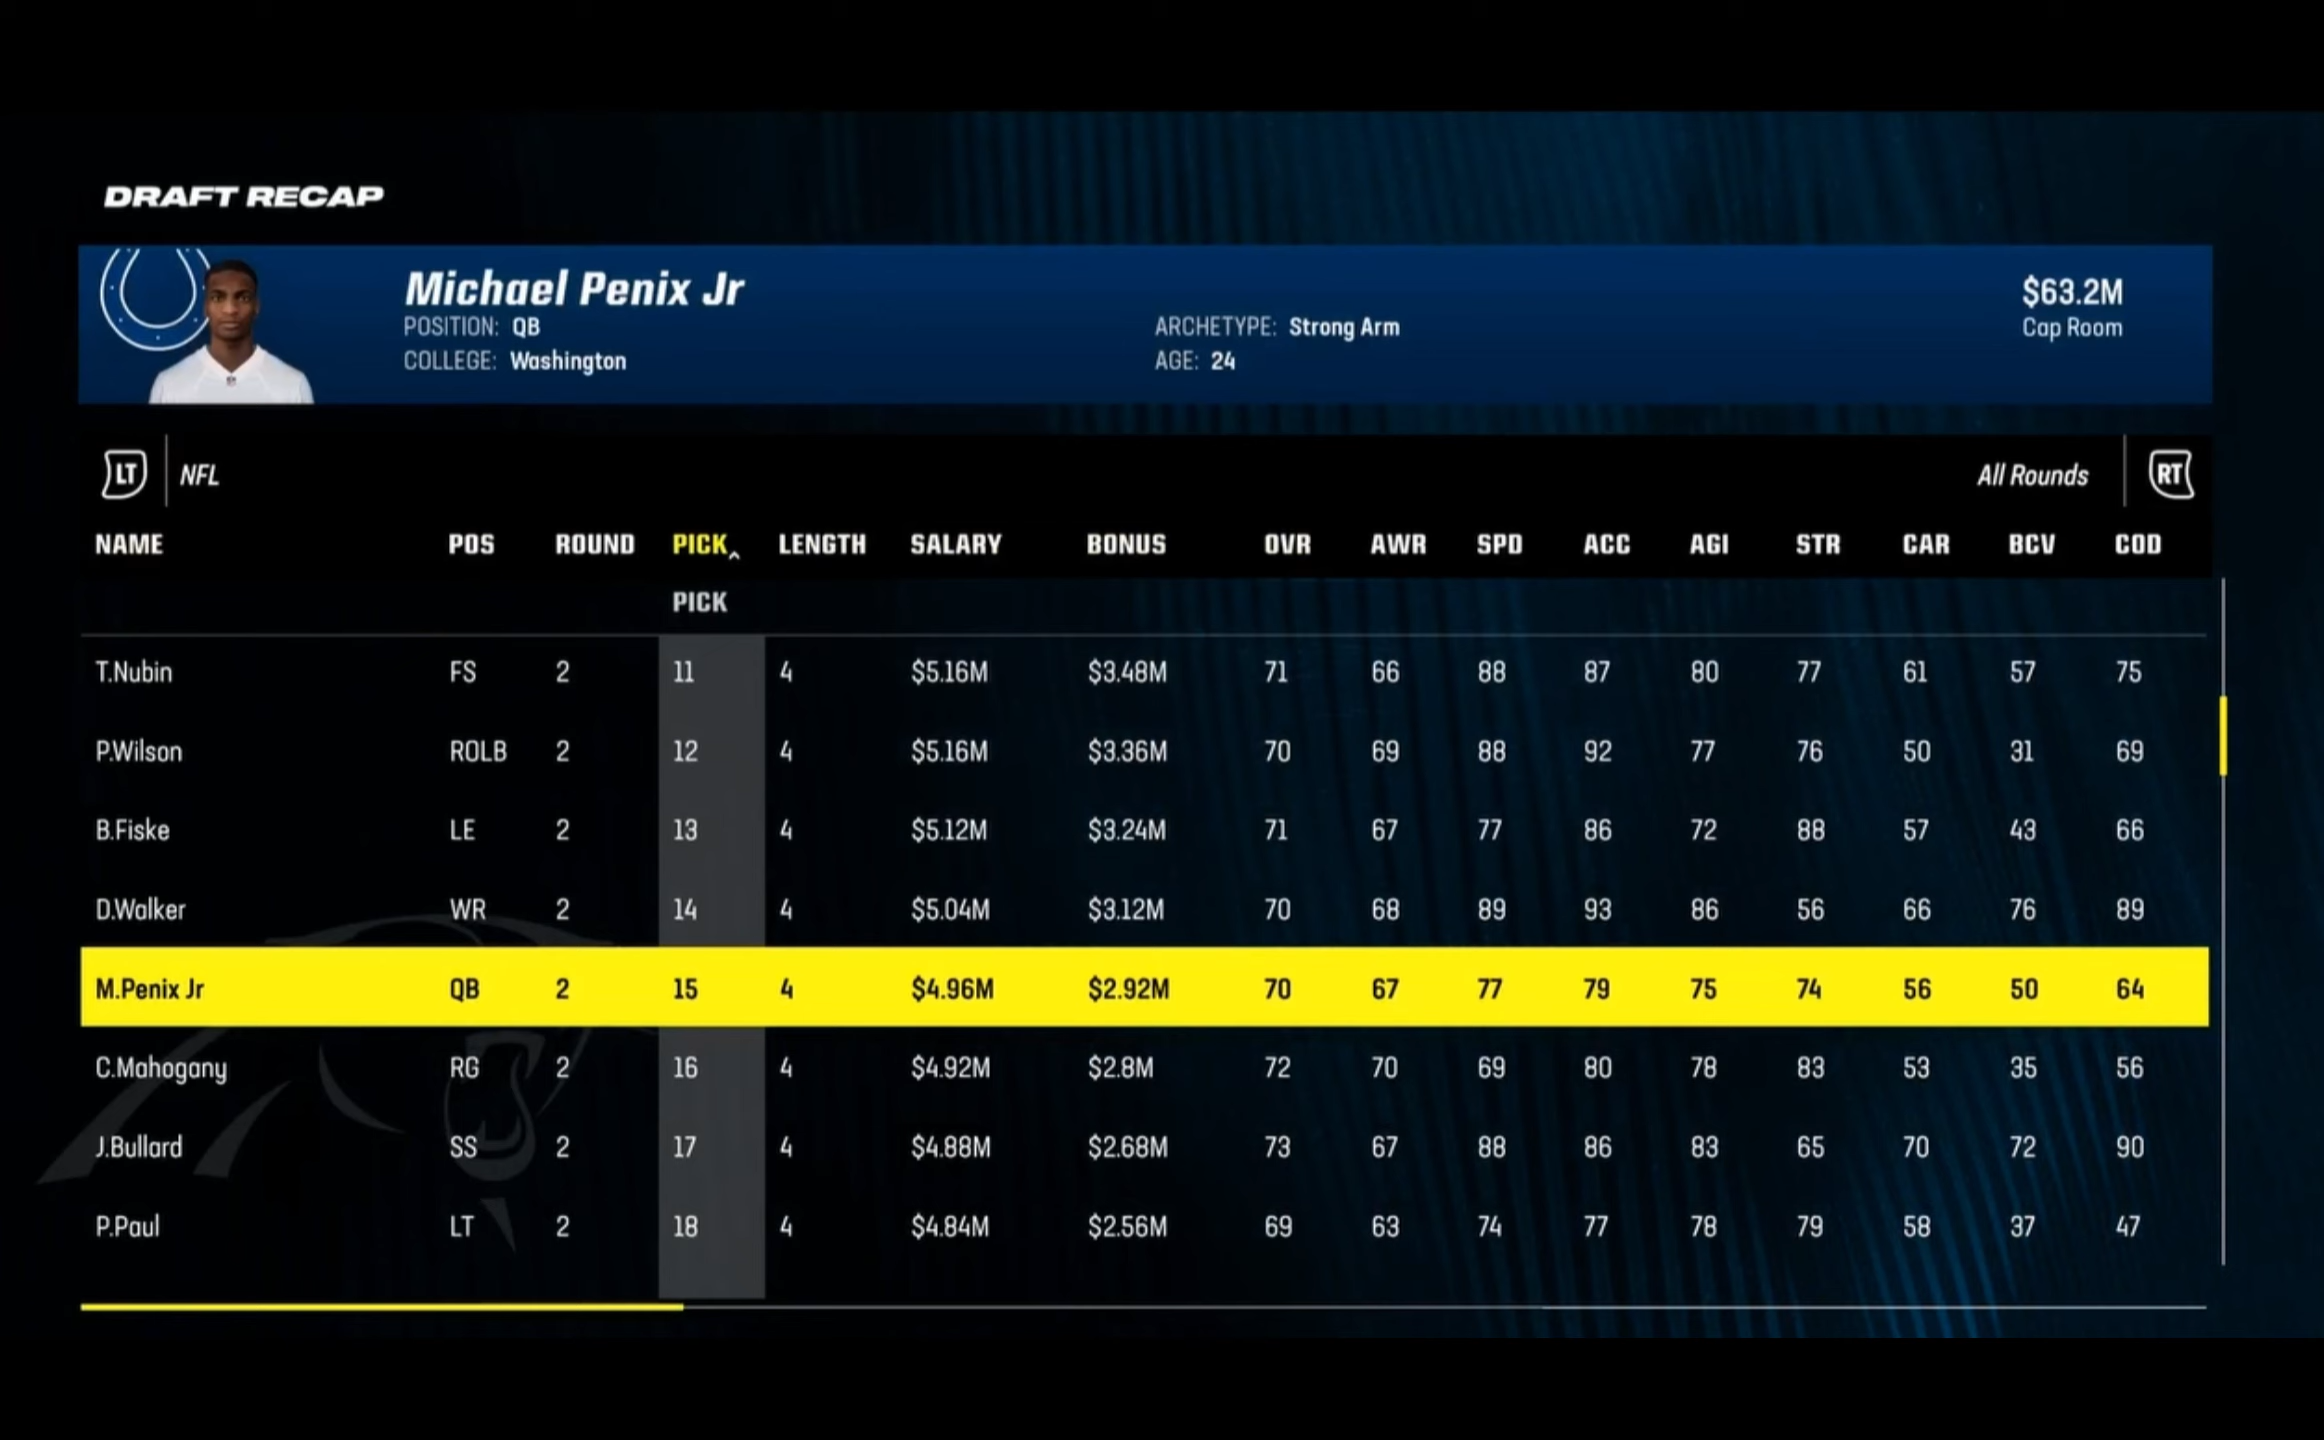 DRAFT RECAP
Michael Penix Jr
POSITION: QB
COLLEGE: Washington
ARCHETYPE: Strong Arm
AGE: 24
$63.2M
Cap Room
LT NFL All Rounds RT
NAME POS ROUND PICK LENGTH SALARY BONUS OVR AWR SPD ACC AGI STR CAR BCV COD
PICK
T.Nubin FS 2 11 4 $5.16M $3.48M 71 66 88 87 80 77 61 57 75
P.Wilson ROLB 2 12 4 $5.16M $3.36M 70 69 88 92 77 76 50 31 69
B.Fiske LE 2 13 4 $5.12M $3.24M 71 67 77 86 72 88 57 43 66
D.Walker WR 2 14 4 $5.04M $3.12M 70 68 89 93 86 56 66 76 89
M.Penix Jr QB 2 15 4 $4.96M $2.92M 70 67 77 79 75 74 56 50 64
C.Mahogany RG 2 16 4 $4.92M $2.8M 72 70 69 80 78 83 53 35 56
J.Bullard SS 2 17 4 $4.88M $2.68M 73 67 88 86 83 65 70 72 90
P.Paul LT 2 18 4 $4.84M $2.56M 69 63 74 77 78 79 58 37 47